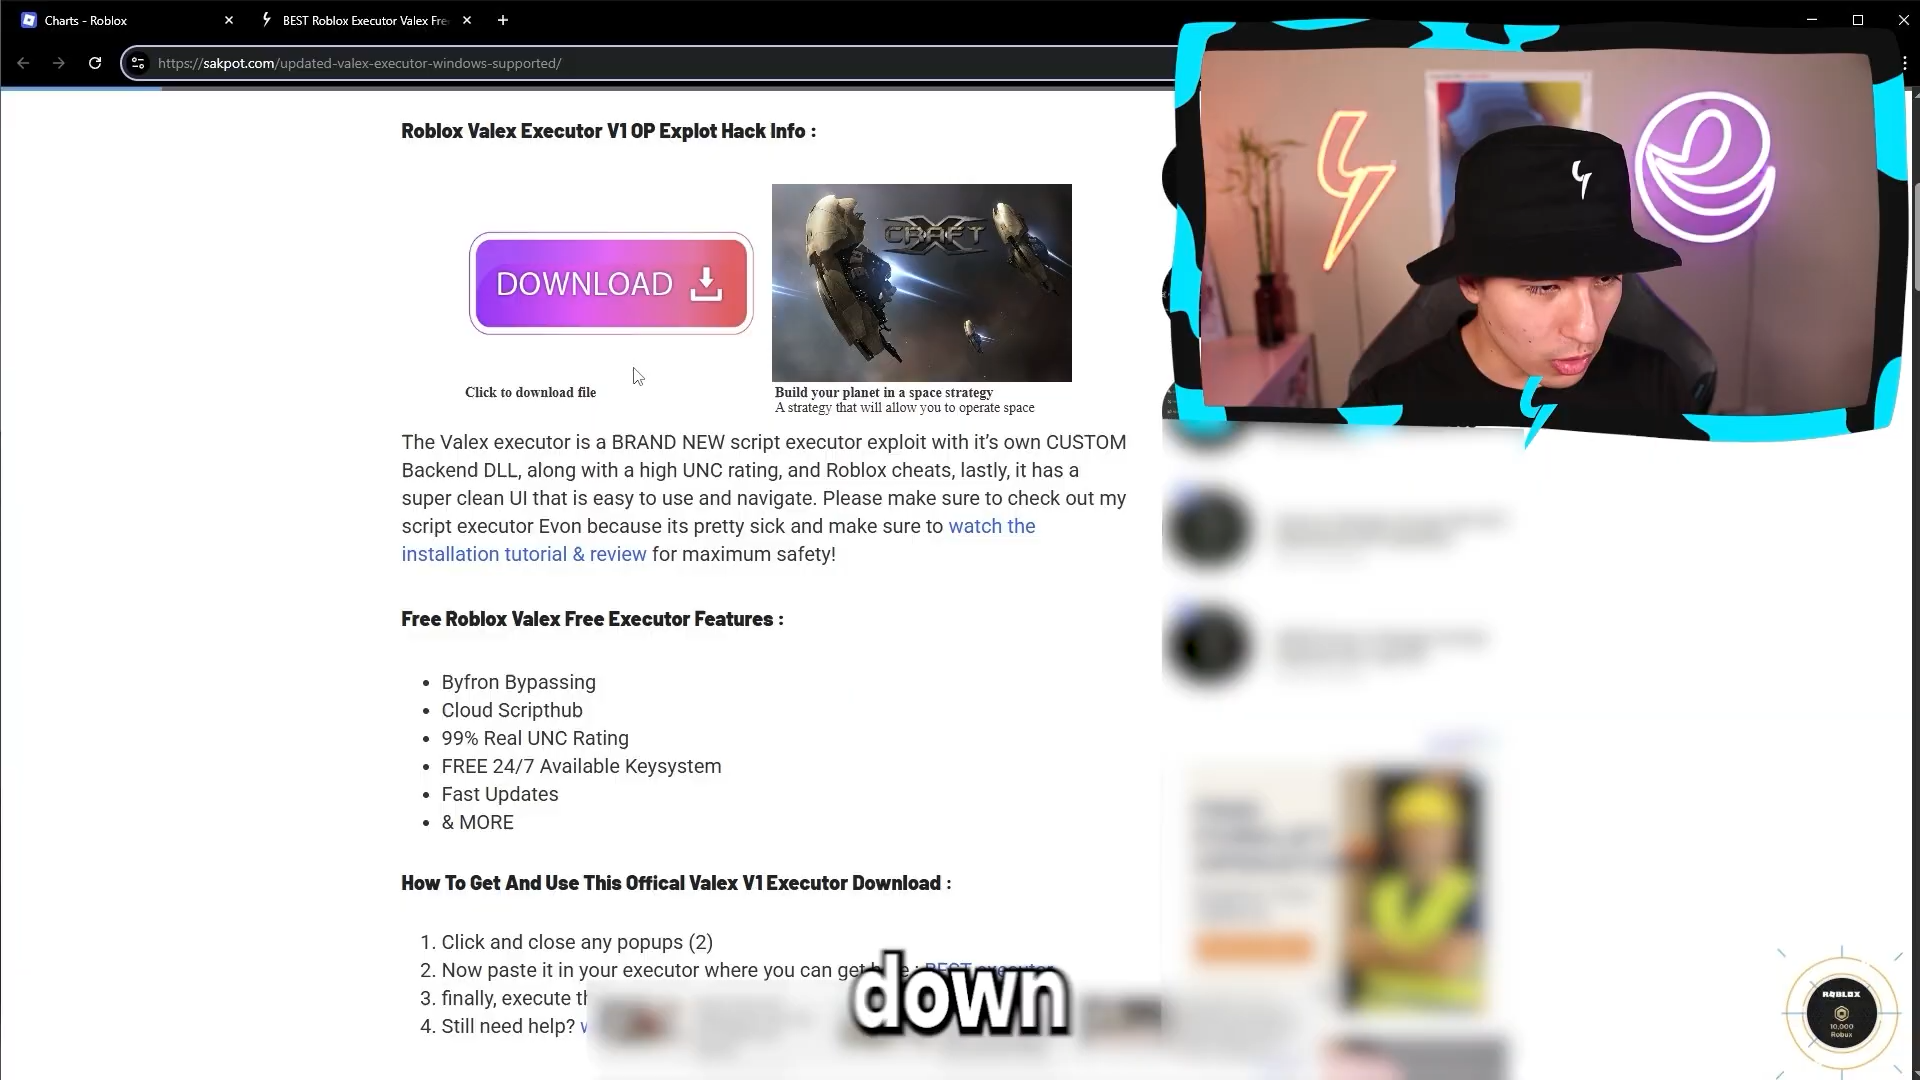 Charts - Roblox
BEST Roblox Executor Valex Fre
https://sakpot.com/updated-valex-executor-windows-supported/
Roblox Valex Executor V1 OP Explot Hack Info :
DOWNLOAD
X
CRAFT
Click to download file
Build your planet in a space strategy
A strategy that will allow you to operate space
The Valex executor is a BRAND NEW script executor exploit with it's own CUSTOM
Backend DLL, along with a high UNC rating, and Roblox cheats, lastly, it has a
super clean UI that is easy to use and navigate. Please make sure to check out my
script executor Evon because its pretty sick and make sure to watch the
installation tutorial & review for maximum safety!
Free Roblox Valex Free Executor Features :
• Byfron Bypassing
• Cloud Scripthub
• 99% Real UNC Rating
• FREE 24/7 Available Keysystem
• Fast Updates
• & MORE
How To Get And Use This Offical Valex V1 Executor Download :
1. Click and close any popups (2)
2. Now paste it in your executor where you can get : BEST executor
3. finally, execute
4. Still need help?
down
ROBLOX
10,000
Robux